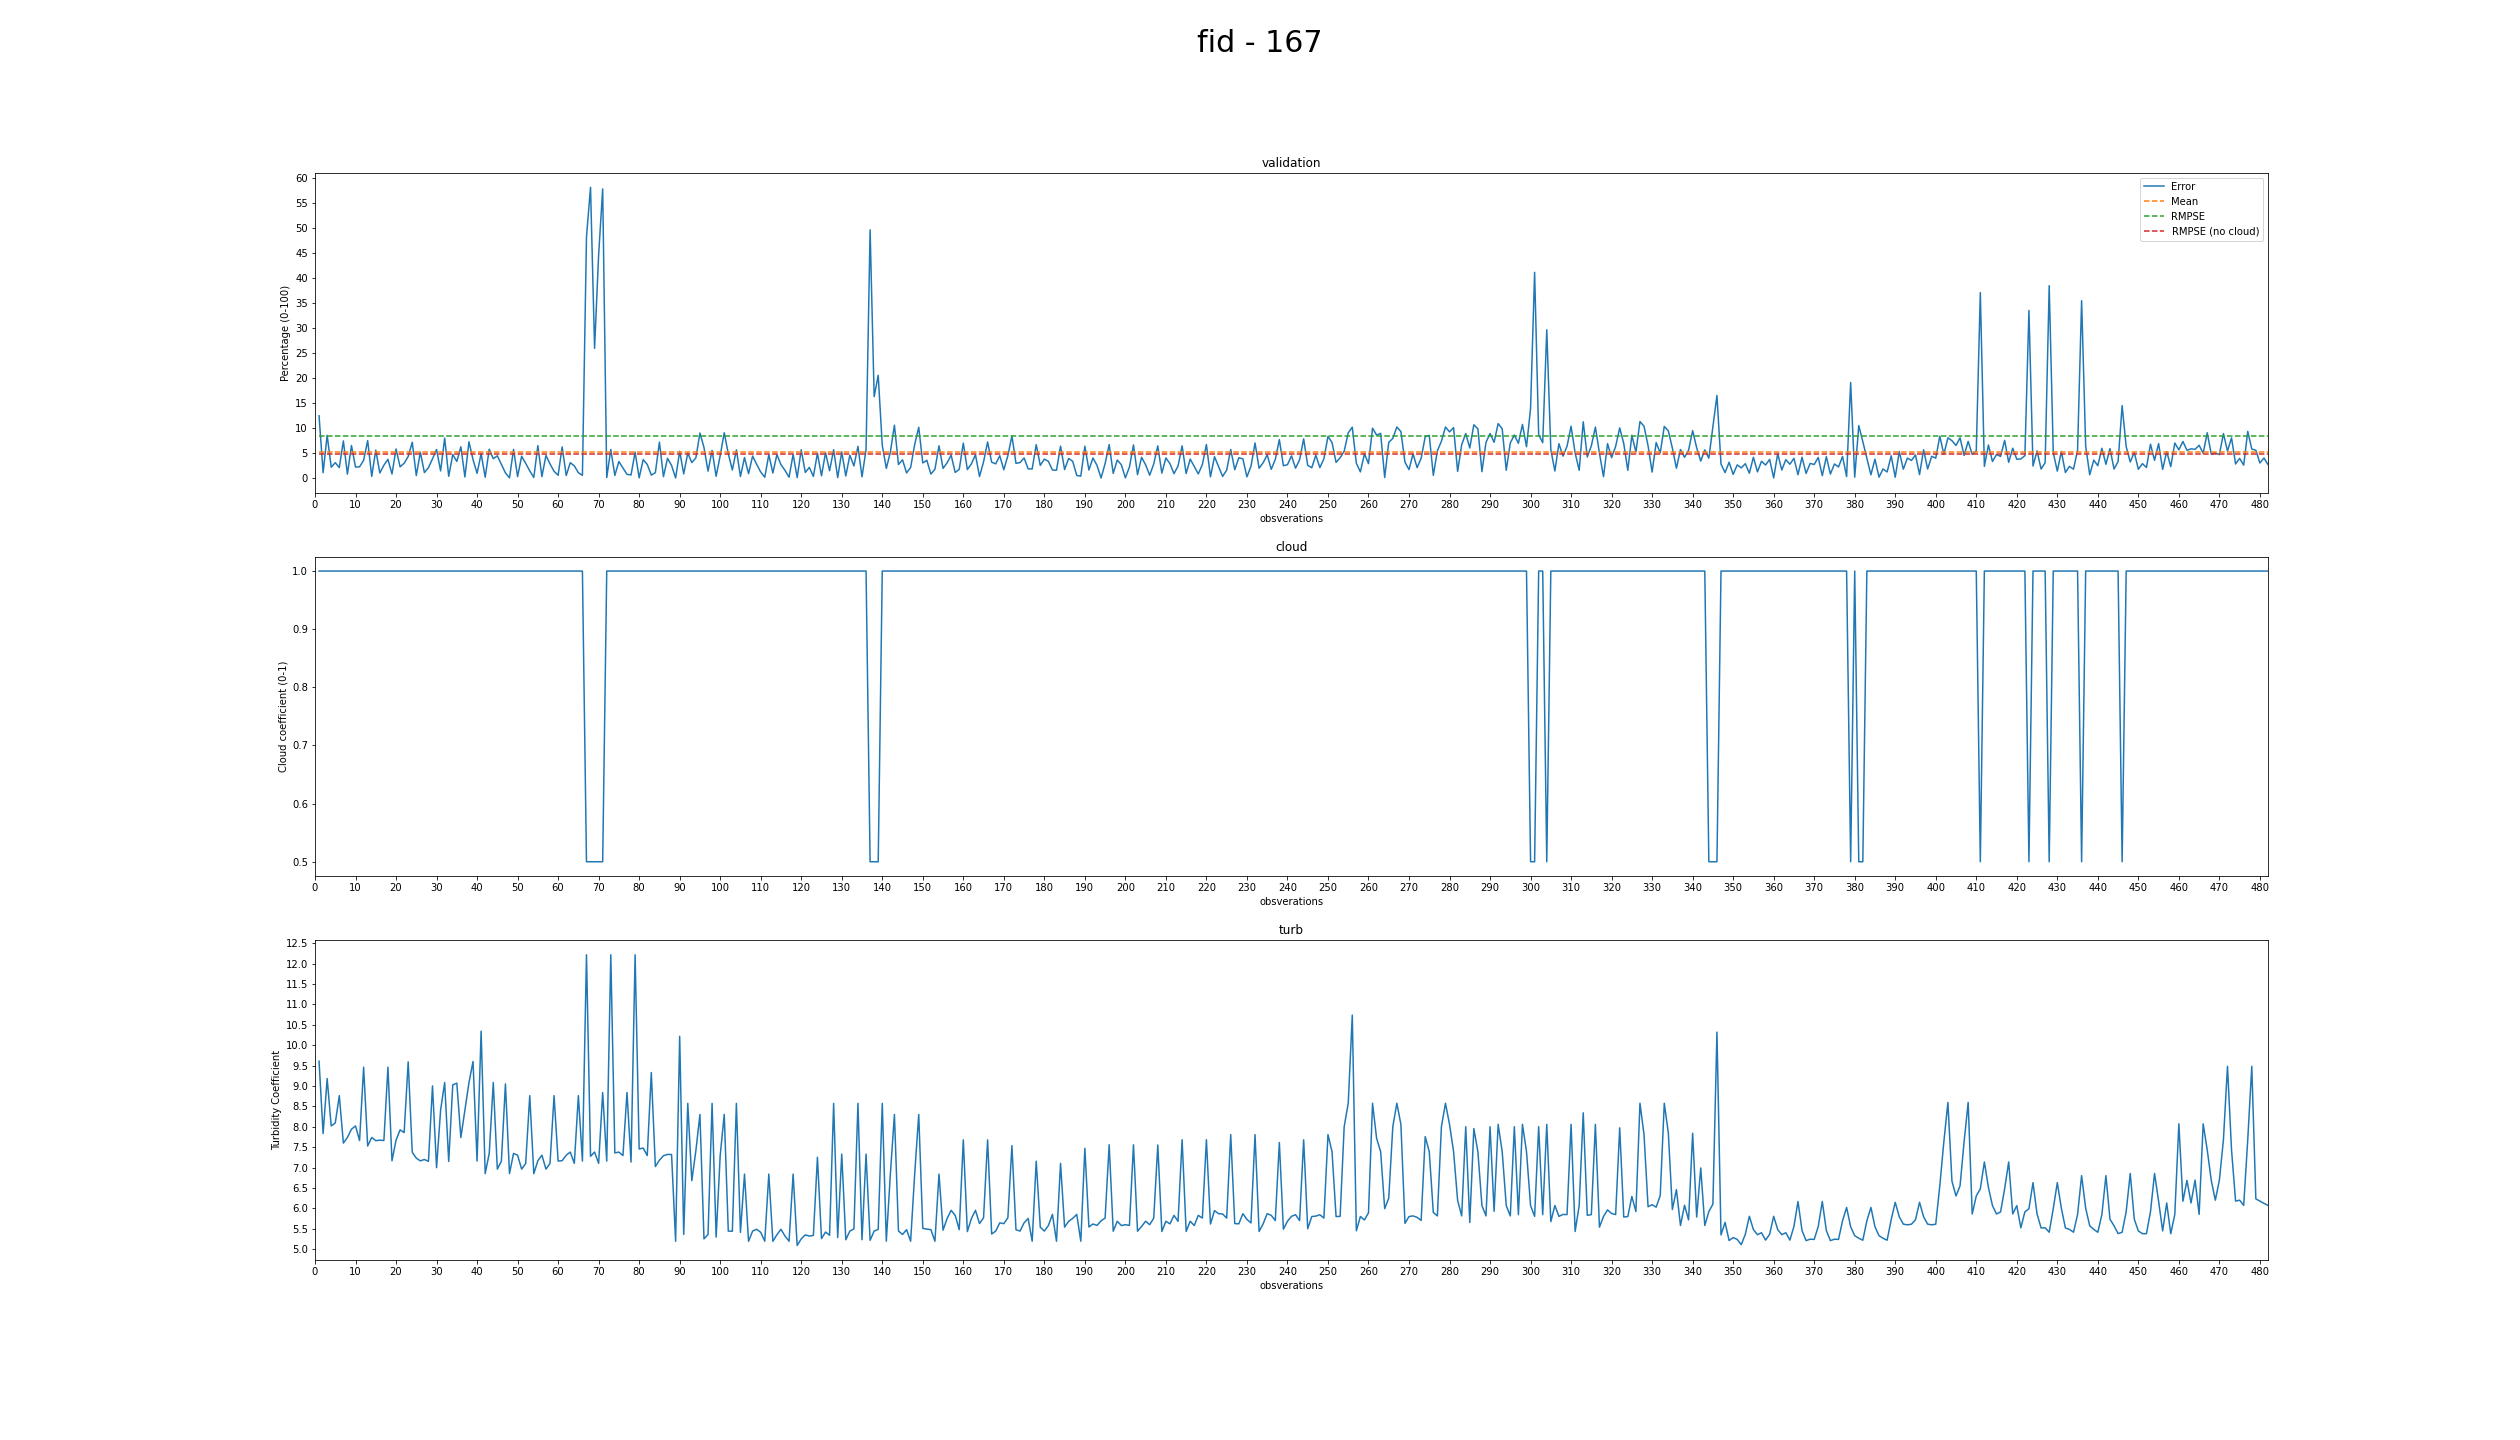 fid - 167
validation
60
55
50
45
40
35
30
25
20
15
10
5
0
Percentage (0-100)
Error
Mean
RMPSE
RMPSE (no cloud)
0 10 20 30 40 50 60 70 80 90 100 110 120 130 140 150 160 170 180 190 200 210 220 230 240 250 260 270 280 290 300 310 320 330 340 350 360 370 380 390 400 410 420 430 440 450 460 470 480
obsverations
cloud
1.0
0.9
0.8
0.7
0.6
0.5
Cloud coefficient (0-1)
0 10 20 30 40 50 60 70 80 90 100 110 120 130 140 150 160 170 180 190 200 210 220 230 240 250 260 270 280 290 300 310 320 330 340 350 360 370 380 390 400 410 420 430 440 450 460 470 480
obsverations
turb
12.5
12.0
11.5
11.0
10.5
10.0
9.5
9.0
8.5
8.0
7.5
7.0
6.5
6.0
5.5
5.0
Turbidity Coefficient
0 10 20 30 40 50 60 70 80 90 100 110 120 130 140 150 160 170 180 190 200 210 220 230 240 250 260 270 280 290 300 310 320 330 340 350 360 370 380 390 400 410 420 430 440 450 460 470 480
obsverations